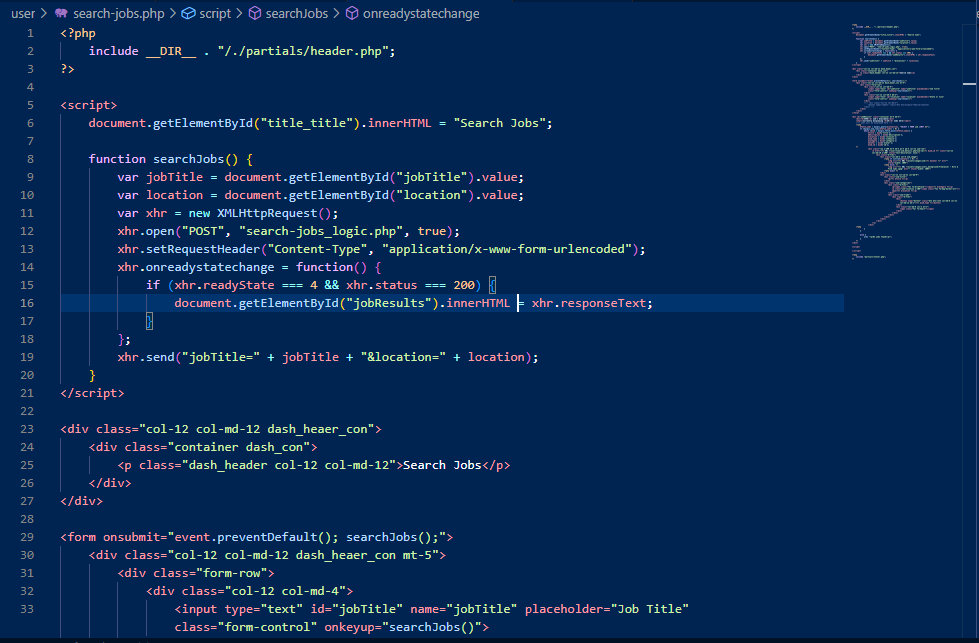 user > search-jobs.php > script > searchJobs > onreadystatechange
1 <?php
2 include __DIR__ . "/./partials/header.php";
3 ?>
4
5 <script>
6 document.getElementById("title_title").innerHTML = "Search Jobs";
7
8 function searchJobs() {
9 var jobTitle = document.getElementById("jobTitle").value;
10 var location = document.getElementById("location").value;
11 var xhr = new XMLHttpRequest();
12 xhr.open("POST", "search-jobs_logic.php", true);
13 xhr.setRequestHeader("Content-Type", "application/x-www-form-urlencoded");
14 xhr.onreadystatechange = function() {
15 if (xhr.readyState === 4 && xhr.status === 200) {
16 document.getElementById("jobResults").innerHTML = xhr.responseText;
17 }
18 };
19 xhr.send("jobTitle=" + jobTitle + "&location=" + location);
20 }
21 </script>
22
23 <div class="col-12 col-md-12 dash_heaer_con">
24 <div class="container dash_con">
25 <p class="dash_header col-12 col-md-12">Search Jobs</p>
26 </div>
27 </div>
28
29 <form onsubmit="event.preventDefault(); searchJobs();">
30 <div class="col-12 col-md-12 dash_heaer_con mt-5">
31 <div class="form-row">
32 <div class="col-12 col-md-4">
33 <input type="text" id="jobTitle" name="jobTitle" placeholder="Job Title"
class="form-control" onkeyup="searchJobs()">